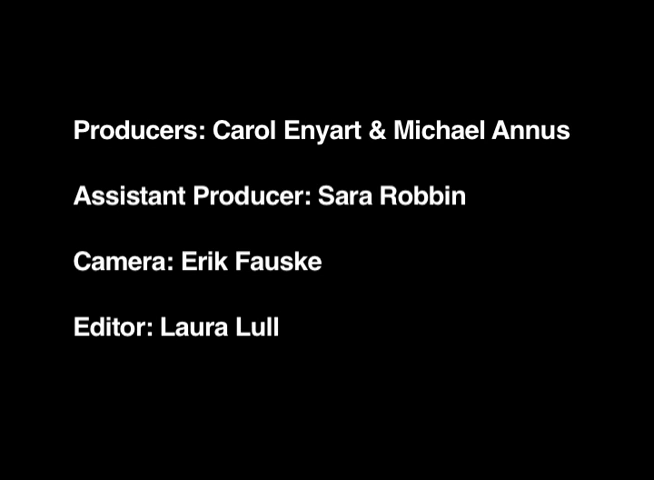 Producers: Carol Enyart & Michael Annus
Assistant Producer: Sara Robbin
Camera: Erik Fauske
Editor: Laura Lull